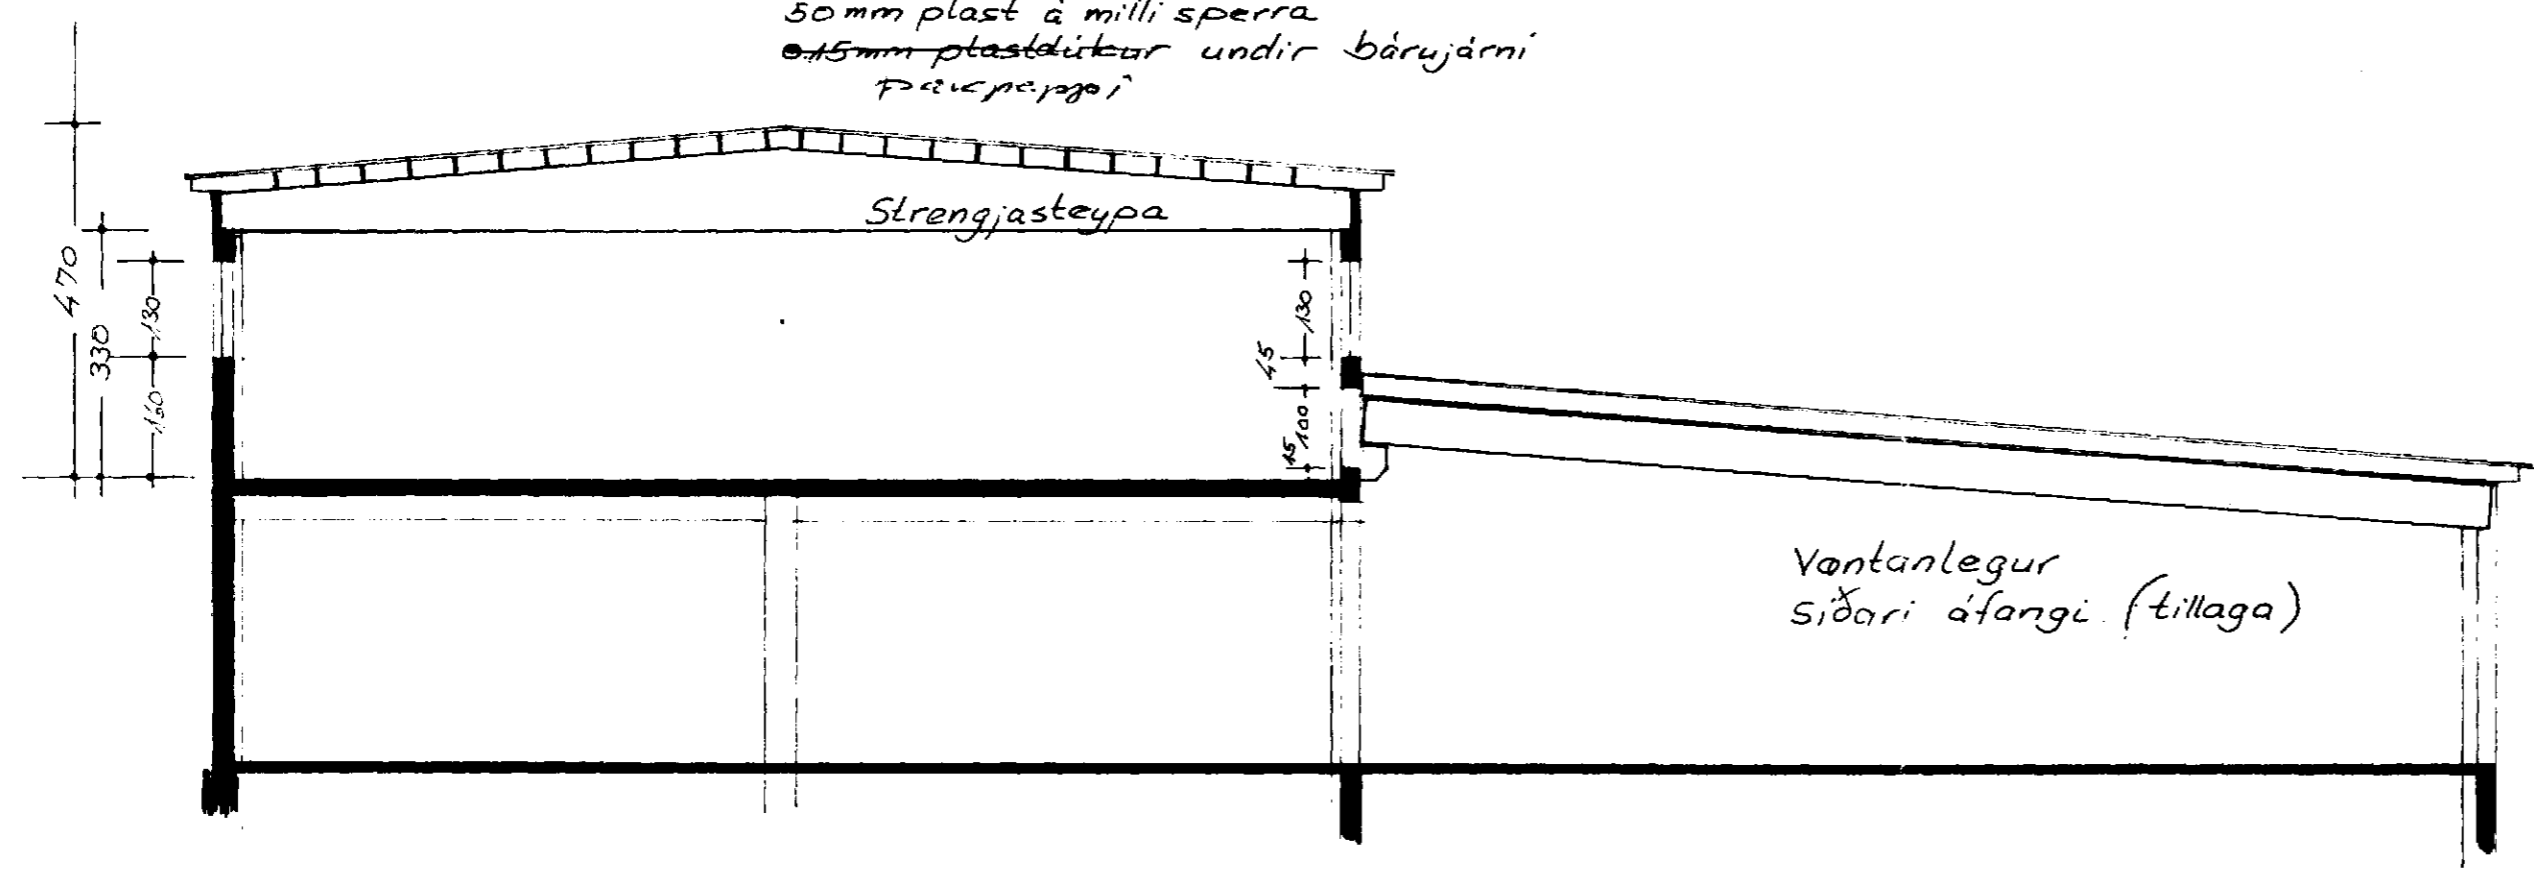 50mm plast á milli sperra
0.15mm plastdúkur undir bárujárni
þakpappi
Strengjasteypa
470
330
130
160
130
45
100
15
Væntanlegur
síðari áfangi (tillaga)